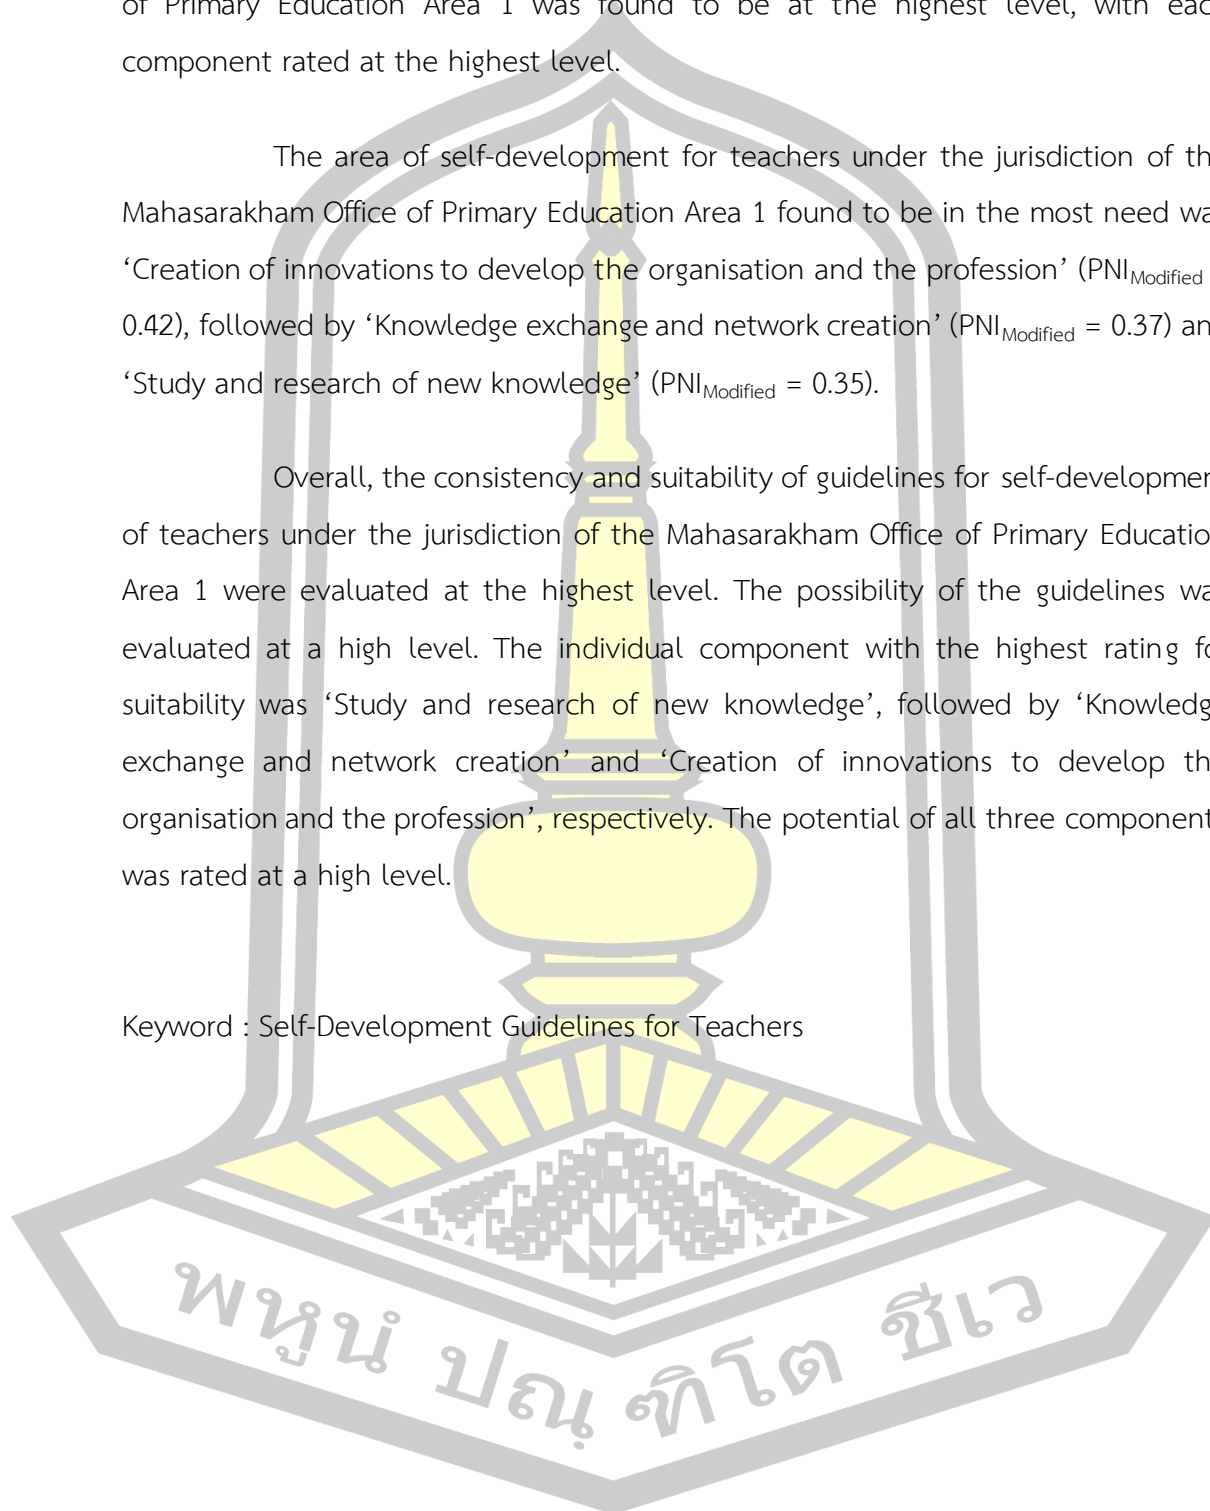 of Primary Education Area 1 was found to be at the highest level, with eac
component rated at the highest level.
The area of self-development for teachers under the jurisdiction of th
Mahasarakham Office of Primary Education Area 1 found to be in the most need wa
‘Creation of innovations to develop the organisation and the profession’ (PNIModified
0.42), followed by ‘Knowledge exchange and network creation’ (PNIModified = 0.37) an
‘Study and research of new knowledge’ (PNIModified = 0.35).
Overall, the consistency and suitability of guidelines for self-developmen
of teachers under the jurisdiction of the Mahasarakham Office of Primary Educatio
Area 1 were evaluated at the highest level. The possibility of the guidelines wa
evaluated at a high level. The individual component with the highest rating fo
suitability was ‘Study and research of new knowledge’, followed by ‘Knowledg
exchange and network creation’ and ‘Creation of innovations to develop th
organisation and the profession’, respectively. The potential of all three component
was rated at a high level.
Keyword : Self-Development Guidelines for Teachers
พหูนํ ปณฺฑิโต ชีเว